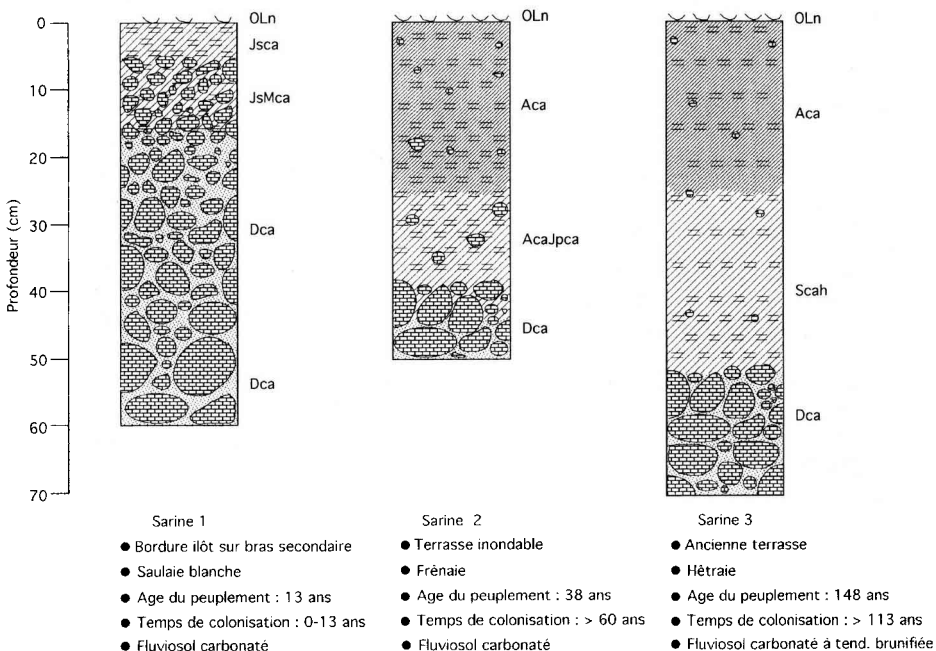 Profondeur (cm)
0
10
20
30
40
50
60
70
OLn
Jsca
JsMca
Dca
Dca
OLn
Aca
AcaJpca
Dca
OLn
Aca
Scah
Dca
Sarine 1
● Bordure îlôt sur bras secondaire
● Saulaie blanche
● Age du peuplement : 13 ans
● Temps de colonisation : 0-13 ans
● Fluviosol carbonaté
Sarine 2
● Terrasse inondable
● Frênaie
● Age du peuplement : 38 ans
● Temps de colonisation : > 60 ans
● Fluviosol carbonaté
Sarine 3
● Ancienne terrasse
● Hêtraie
● Age du peuplement : 148 ans
● Temps de colonisation : > 113 ans
● Fluviosol carbonaté à tend. brunifiée